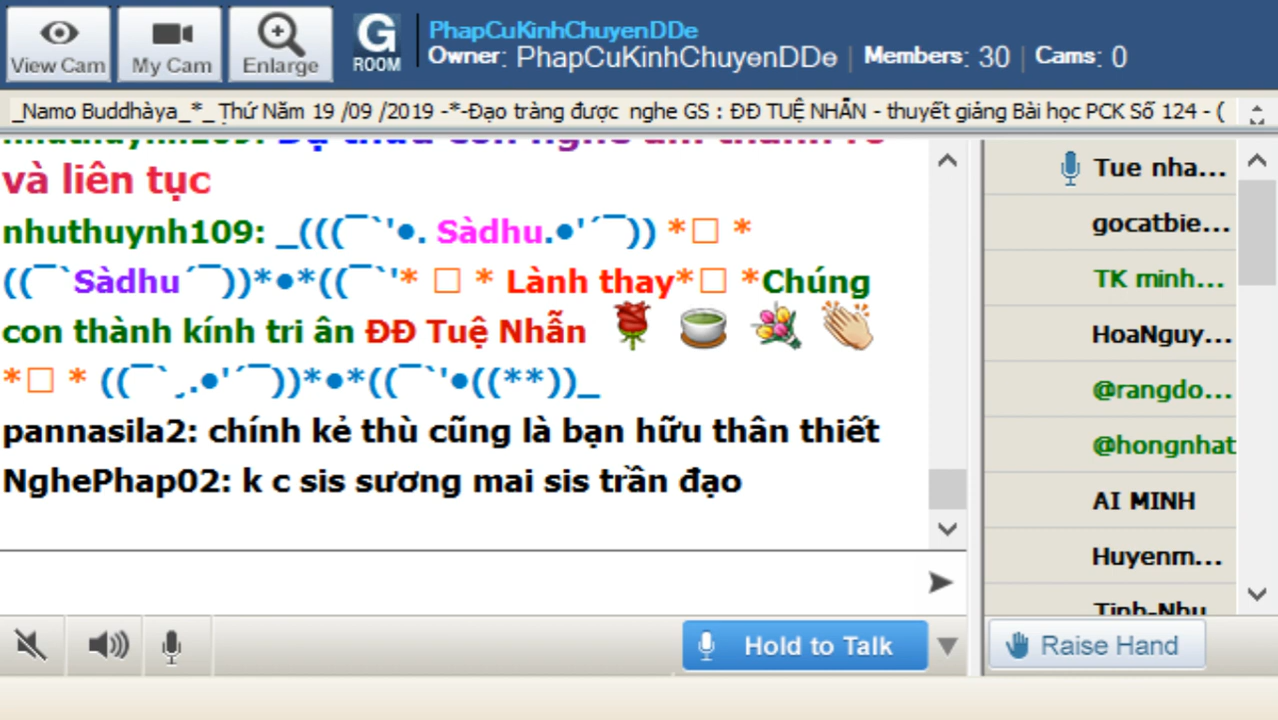 View Cam
My Cam
Enlarge
G
ROOM
PhapCuKinhChuyenDDe
Owner: PhapCuKinhChuyenDDe | Members: 30 | Cams: 0
_Namo Buddhàya_*_ Thứ Năm 19 /09 /2019 -*-Đạo tràng được nghe GS : ĐĐ TUỆ NHẪN - thuyết giảng Bài học PCK Số 124 - (
và liên tục
nhuthuynh109: _(((¯`'●. Sàdhu.●'´¯)) *☐ *
((¯`Sàdhu´¯))*●*((¯`'* ☐ * Lành thay*☐ *Chúng
con thành kính tri ân ĐĐ Tuệ Nhẫn 🌹 🍵 💐 👏
*☐ * ((¯`¸.●'´¯))*●*((¯`'●((**))_
pannasila2: chính kẻ thù cũng là bạn hữu thân thiết
NghePhap02: k c sis sương mai sis trần đạo
Tue nha...
gocatbie...
TK minh...
HoaNguy...
@rangdo...
@hongnhat
AI MINH
Huyenm...
Tinh-Nhu
Hold to Talk
Raise Hand